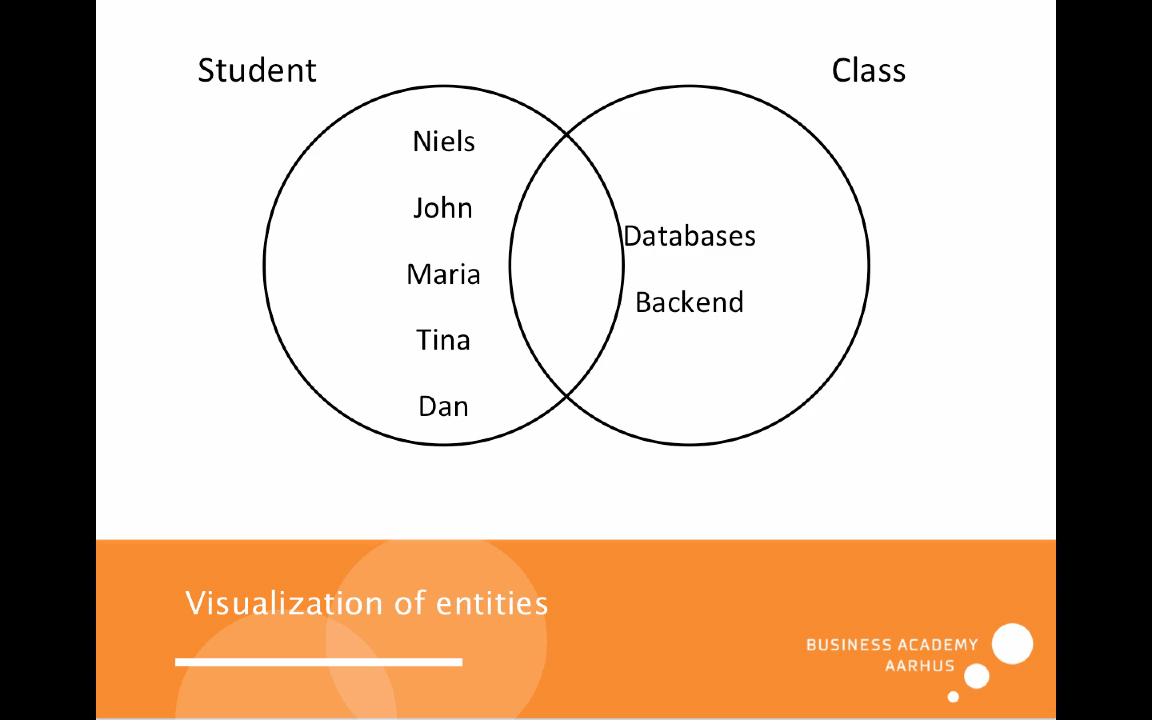 Student
Class
Niels
John
Maria
Tina
Dan
Databases
Backend
Visualization of entities
BUSINESS ACADEMY
AARHUS